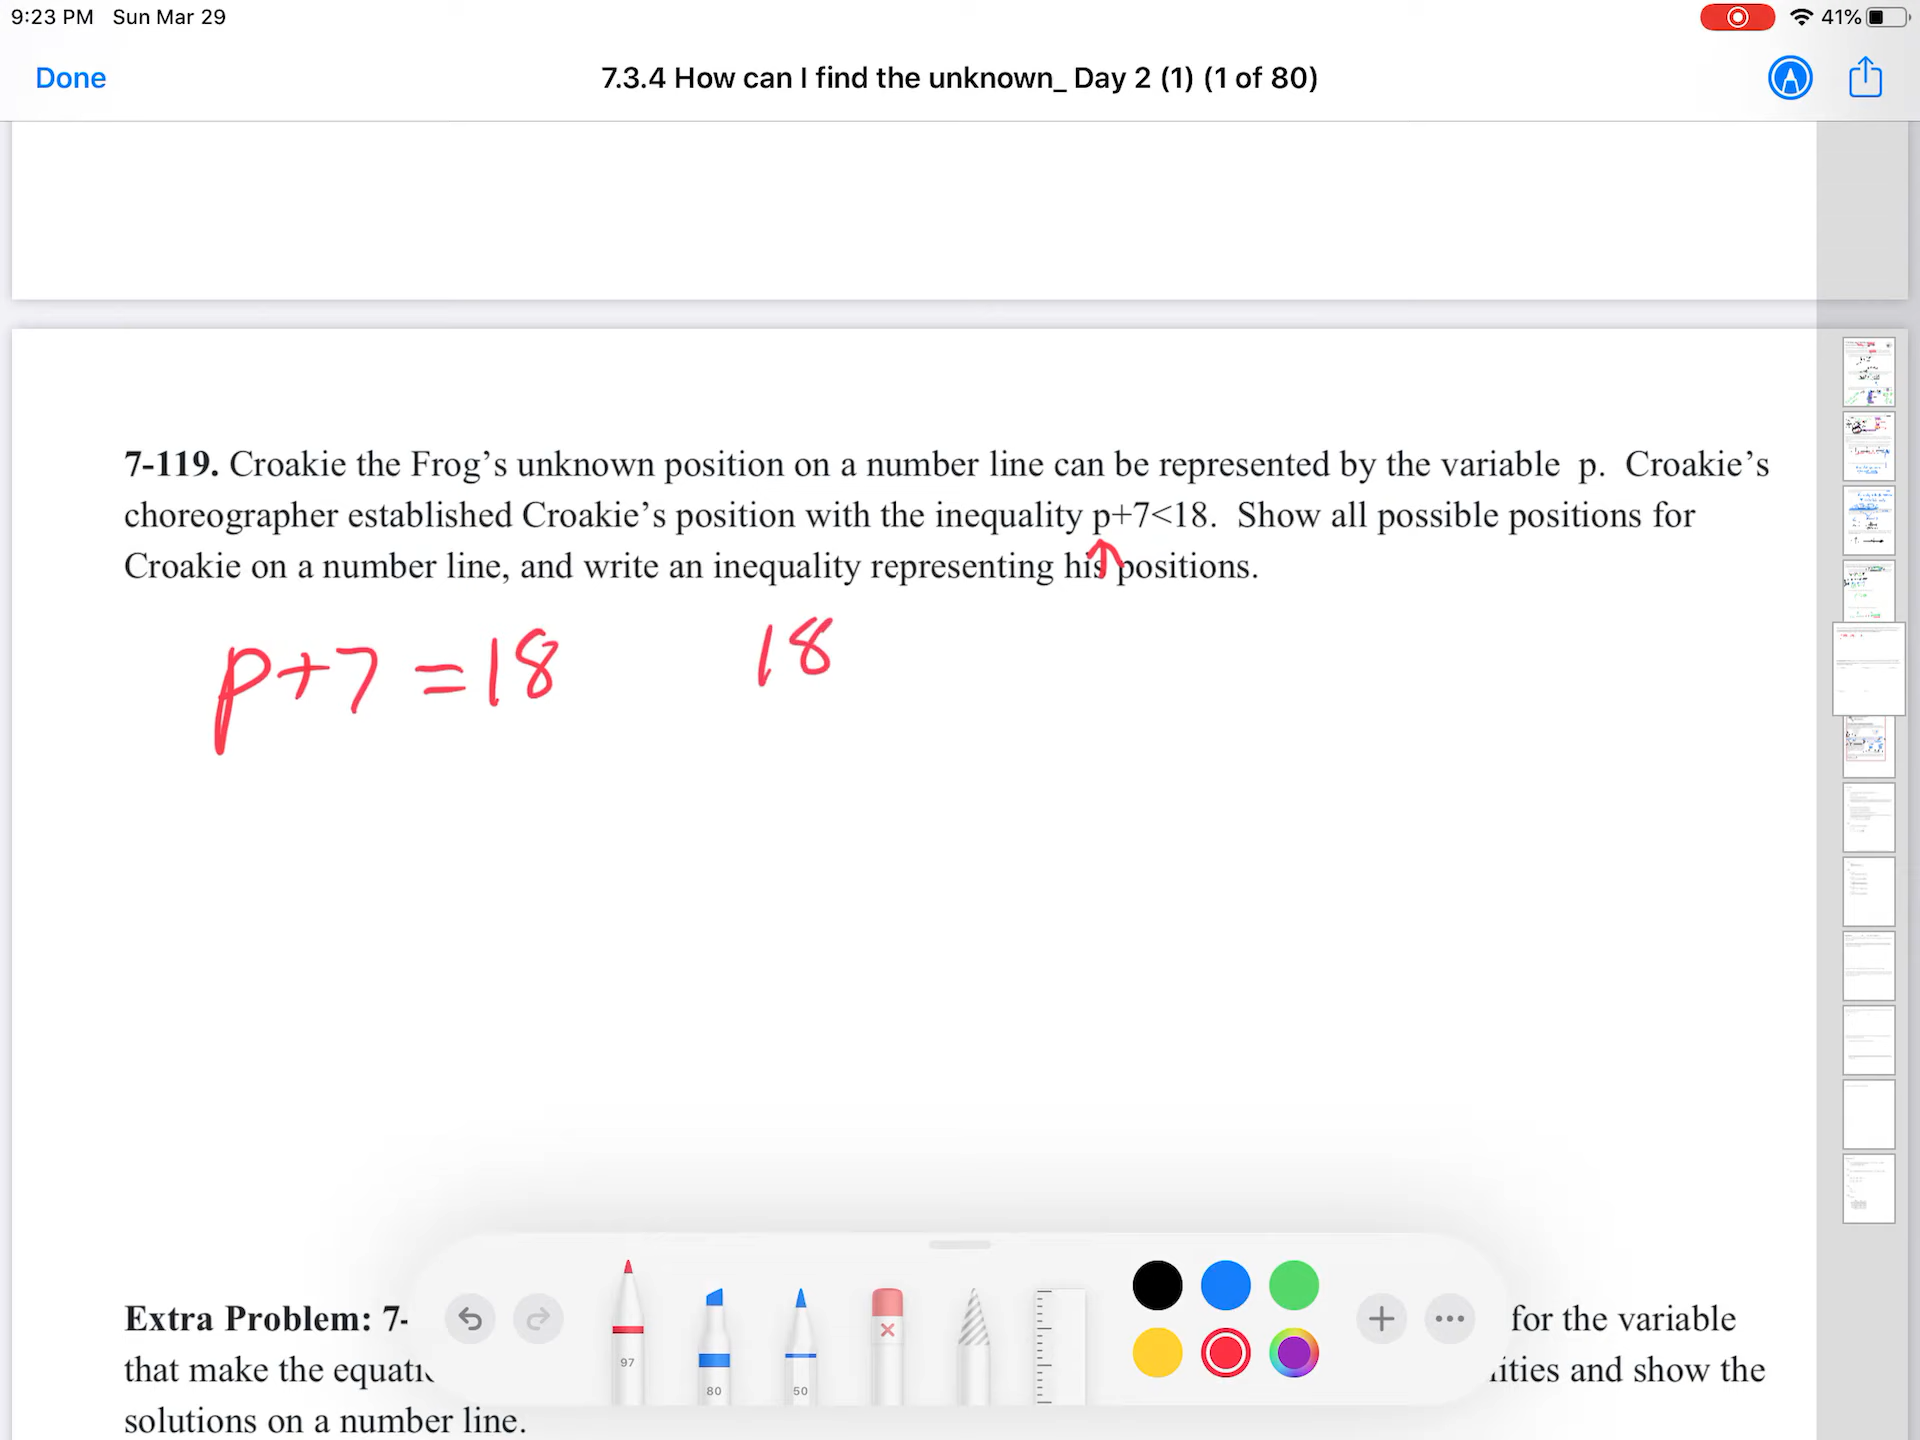 9:23 PM Sun Mar 29 41%
Done 7.3.4 How can I find the unknown_ Day 2 (1) (1 of 80)
7-119. Croakie the Frog’s unknown position on a number line can be represented by the variable p. Croakie’s
choreographer established Croakie’s position with the inequality p+7<18. Show all possible positions for
Croakie on a number line, and write an inequality representing his positions.
p+7=18 18
Extra Problem: 7- for the variable
that make the equati ities and show the
solutions on a number line.
97
80
50